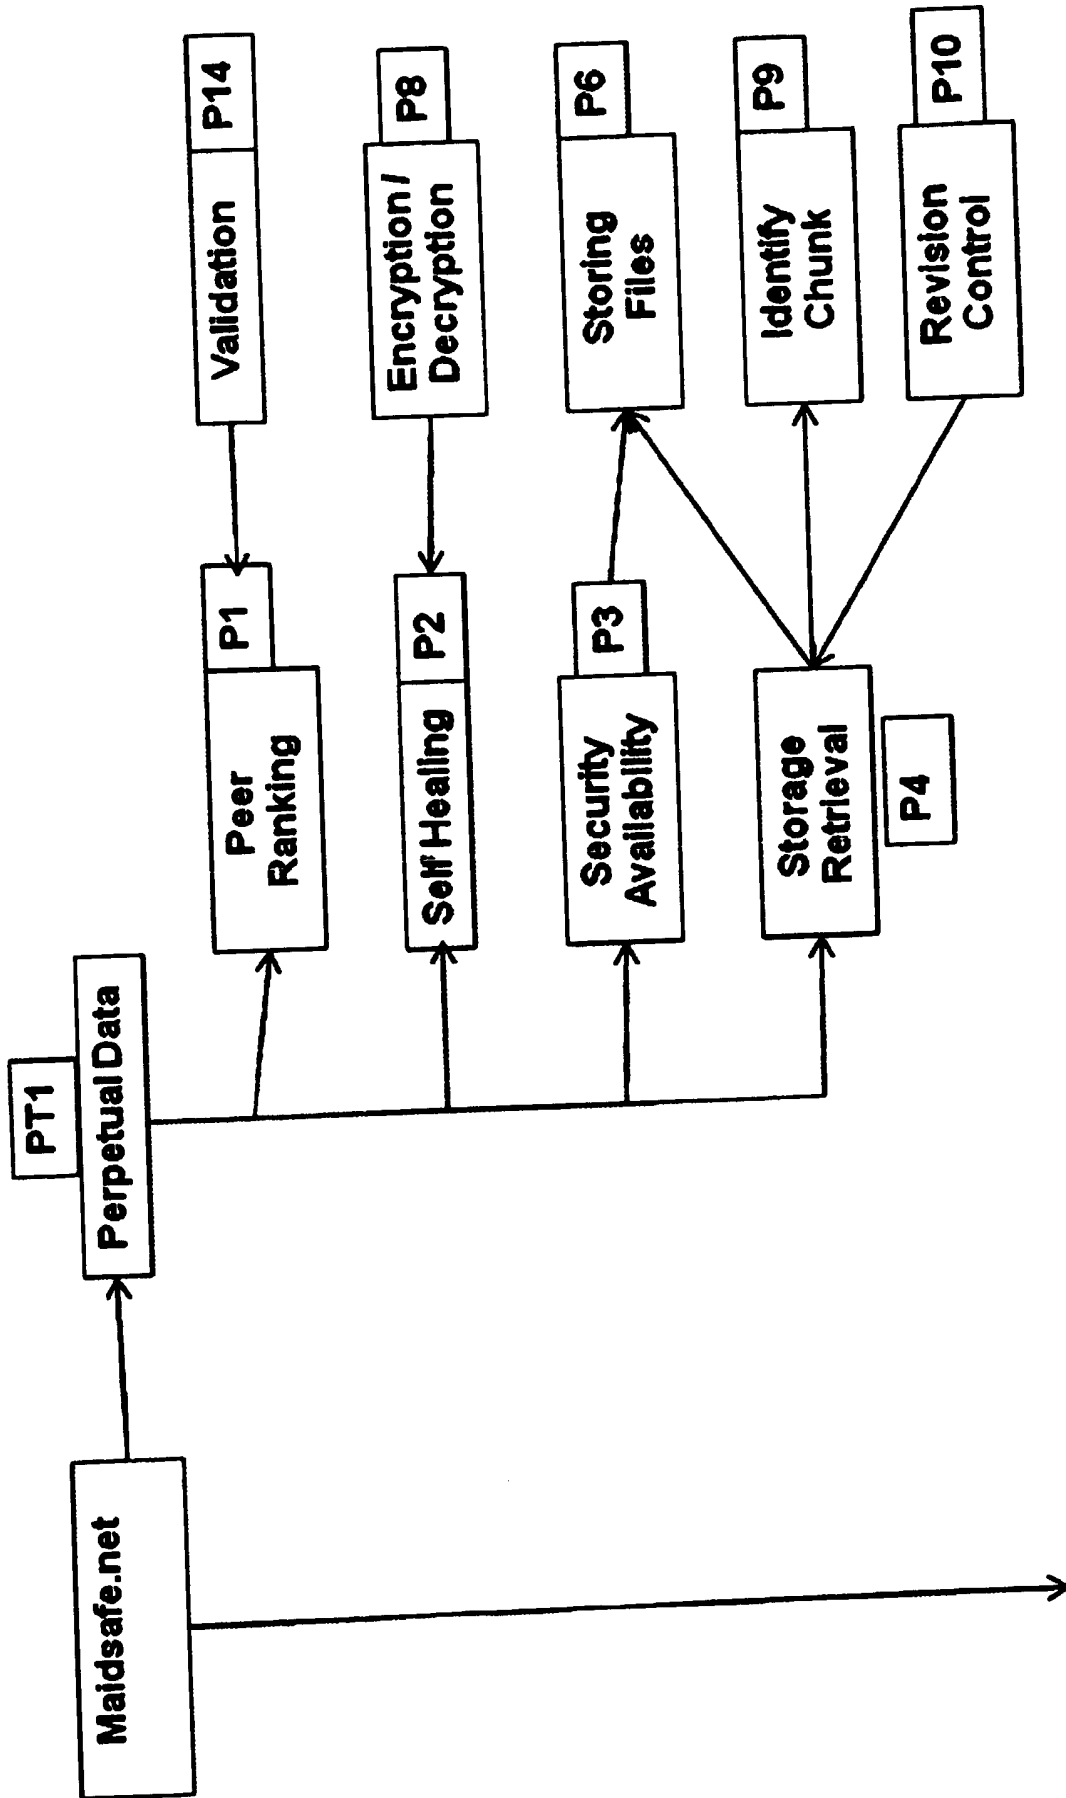 Maidsafe.net
PT1
Perpetual Data
Peer
Ranking
P1
Validation
P14
Self Healing
P2
Encryption /
Decryption
P8
Security
Availability
P3
Storing
Files
P6
Storage
Retrieval
P4
Identify
Chunk
P9
Revision
Control
P10